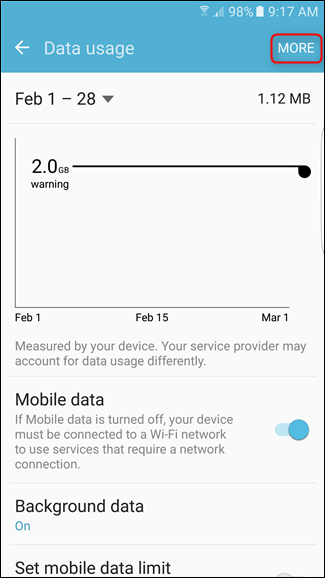 98% 9:17 AM
Data usage MORE
Feb 1 – 28 1.12 MB
2.0GB
warning
Feb 1 Feb 15 Mar 1
Measured by your device. Your service provider may
account for data usage differently.
Mobile data
If Mobile data is turned off, your device
must be connected to a Wi-Fi network
to use services that require a network
connection.
Background data
On
Set mobile data limit